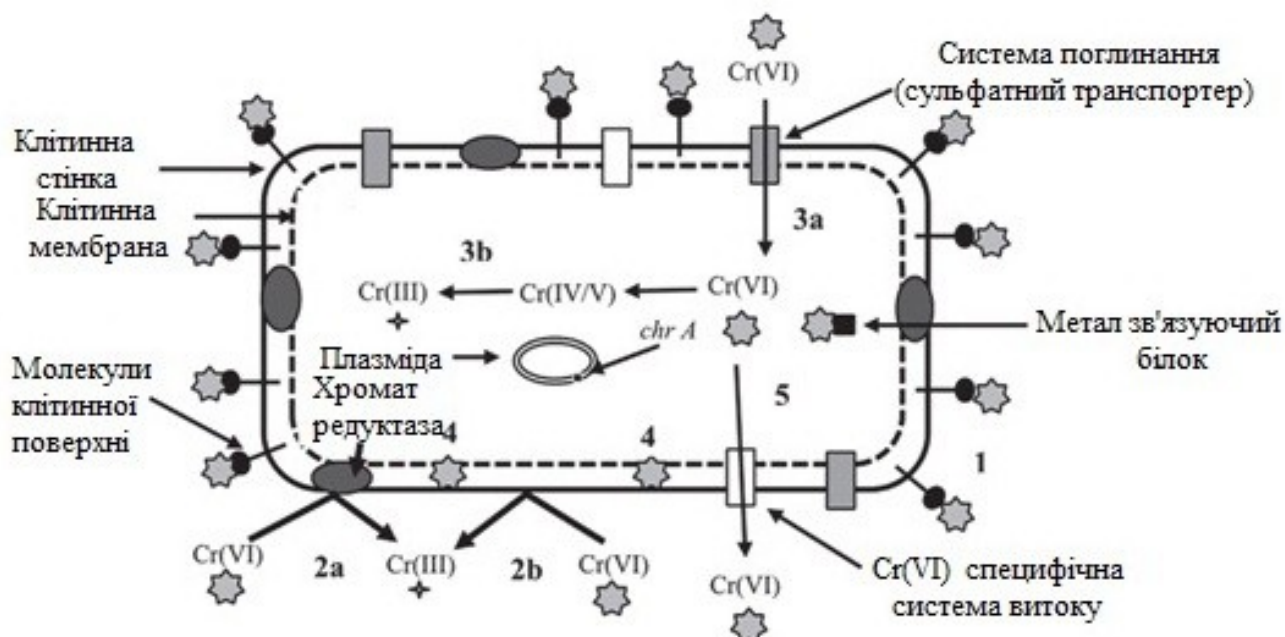 Cr(VI)
Система поглинання
(сульфатний транспортер)
Клітинна
стінка
Клітинна
мембрана
3a
3b
Cr(III)
Cr(IV/V)
Cr(VI)
chr A
Метал зв'язуючий
білок
Плазміда
Хромат
редуктаза
Молекули
клітинної
поверхні
4
4
5
1
Cr(VI)
2a
Cr(III)
2b
Cr(VI)
Cr(VI)
Cr(VI) специфічна
система витоку